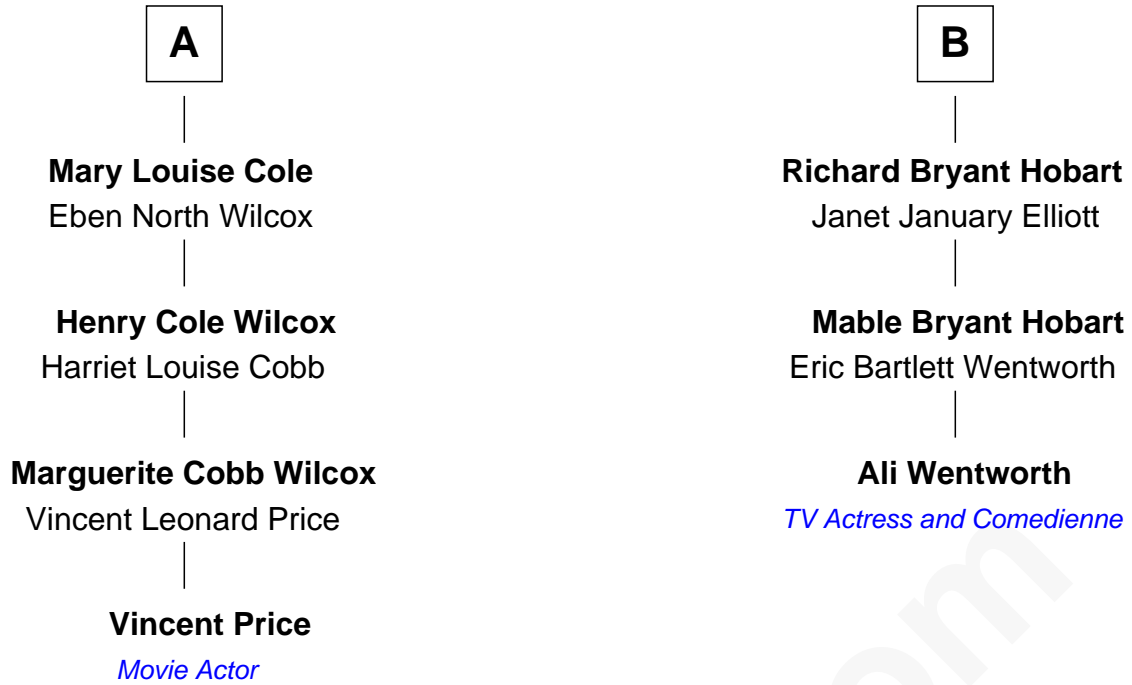 A
Mary Louise Cole
Eben North Wilcox
Henry Cole Wilcox
Harriet Louise Cobb
Marguerite Cobb Wilcox
Vincent Leonard Price
Vincent Price
Movie Actor
B
Richard Bryant Hobart
Janet January Elliott
Mable Bryant Hobart
Eric Bartlett Wentworth
Ali Wentworth
TV Actress and Comedienne
om